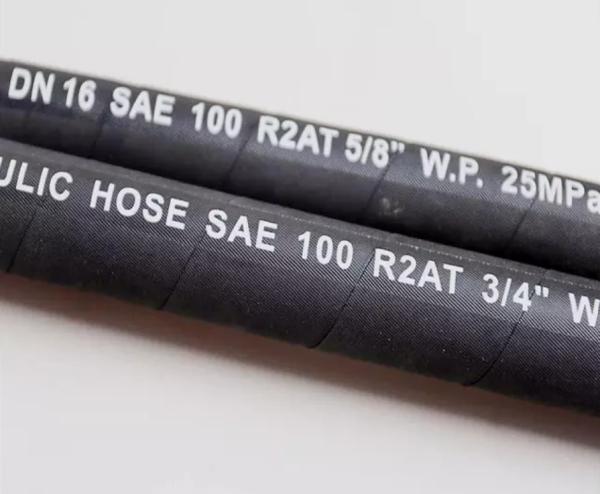 DN 16 SAE 100 R2AT 5/8" W.P. 25MPa
ULIC HOSE SAE 100 R2AT 3/4" W